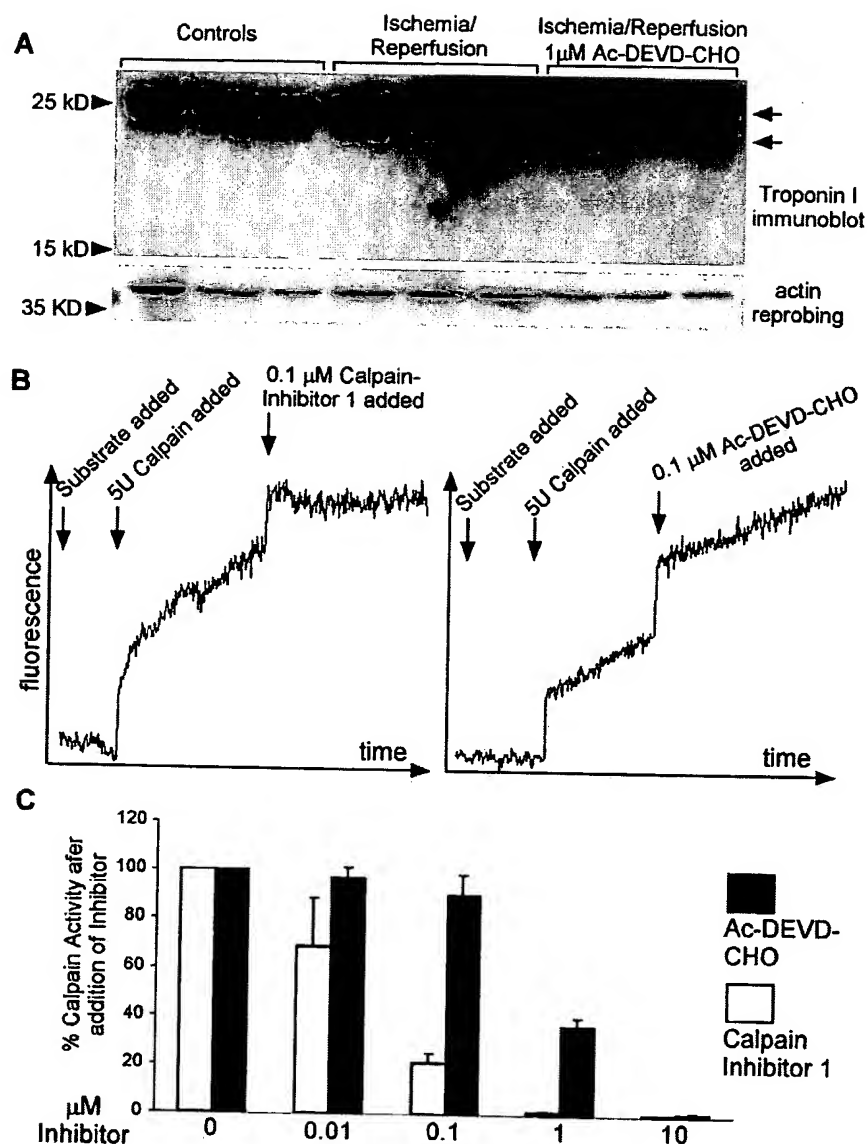 A
Controls
Ischemia/
Reperfusion
Ischemia/Reperfusion
1μM Ac-DEVD-CHO
25 kD
15 kD
Troponin I
immunoblot
35 KD
actin
reprobing
B
Substrate added
5U Calpain added
0.1 μM Calpain-
Inhibitor 1 added
fluorescence
time
Substrate added
5U Calpain added
0.1 μM Ac-DEVD-CHO
added
time
C
% Calpain Activity afer
addition of Inhibitor
120
100
80
60
40
20
0
μM
Inhibitor
0 0.01 0.1 1 10
Ac-DEVD-
CHO
Calpain
Inhibitor 1